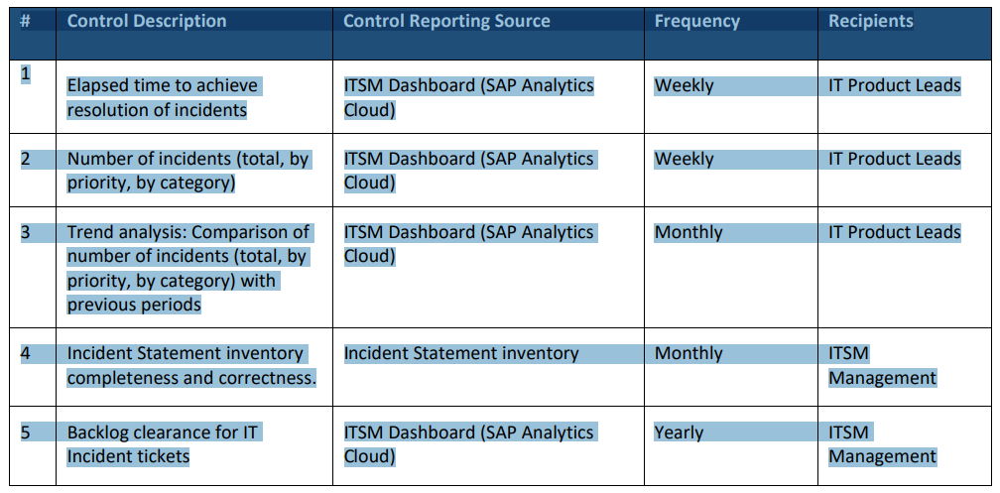 # Control Description Control Reporting Source Frequency Recipients
1 Elapsed time to achieve ITSM Dashboard (SAP Analytics Weekly IT Product Leads
resolution of incidents Cloud)
2 Number of incidents (total, by ITSM Dashboard (SAP Analytics Weekly IT Product Leads
priority, by category) Cloud)
3 Trend analysis: Comparison of ITSM Dashboard (SAP Analytics Monthly IT Product Leads
number of incidents (total, by Cloud)
priority, by category) with
previous periods
4 Incident Statement inventory Incident Statement inventory Monthly ITSM
completeness and correctness. Management
5 Backlog clearance for IT ITSM Dashboard (SAP Analytics Yearly ITSM
Incident tickets Cloud) Management